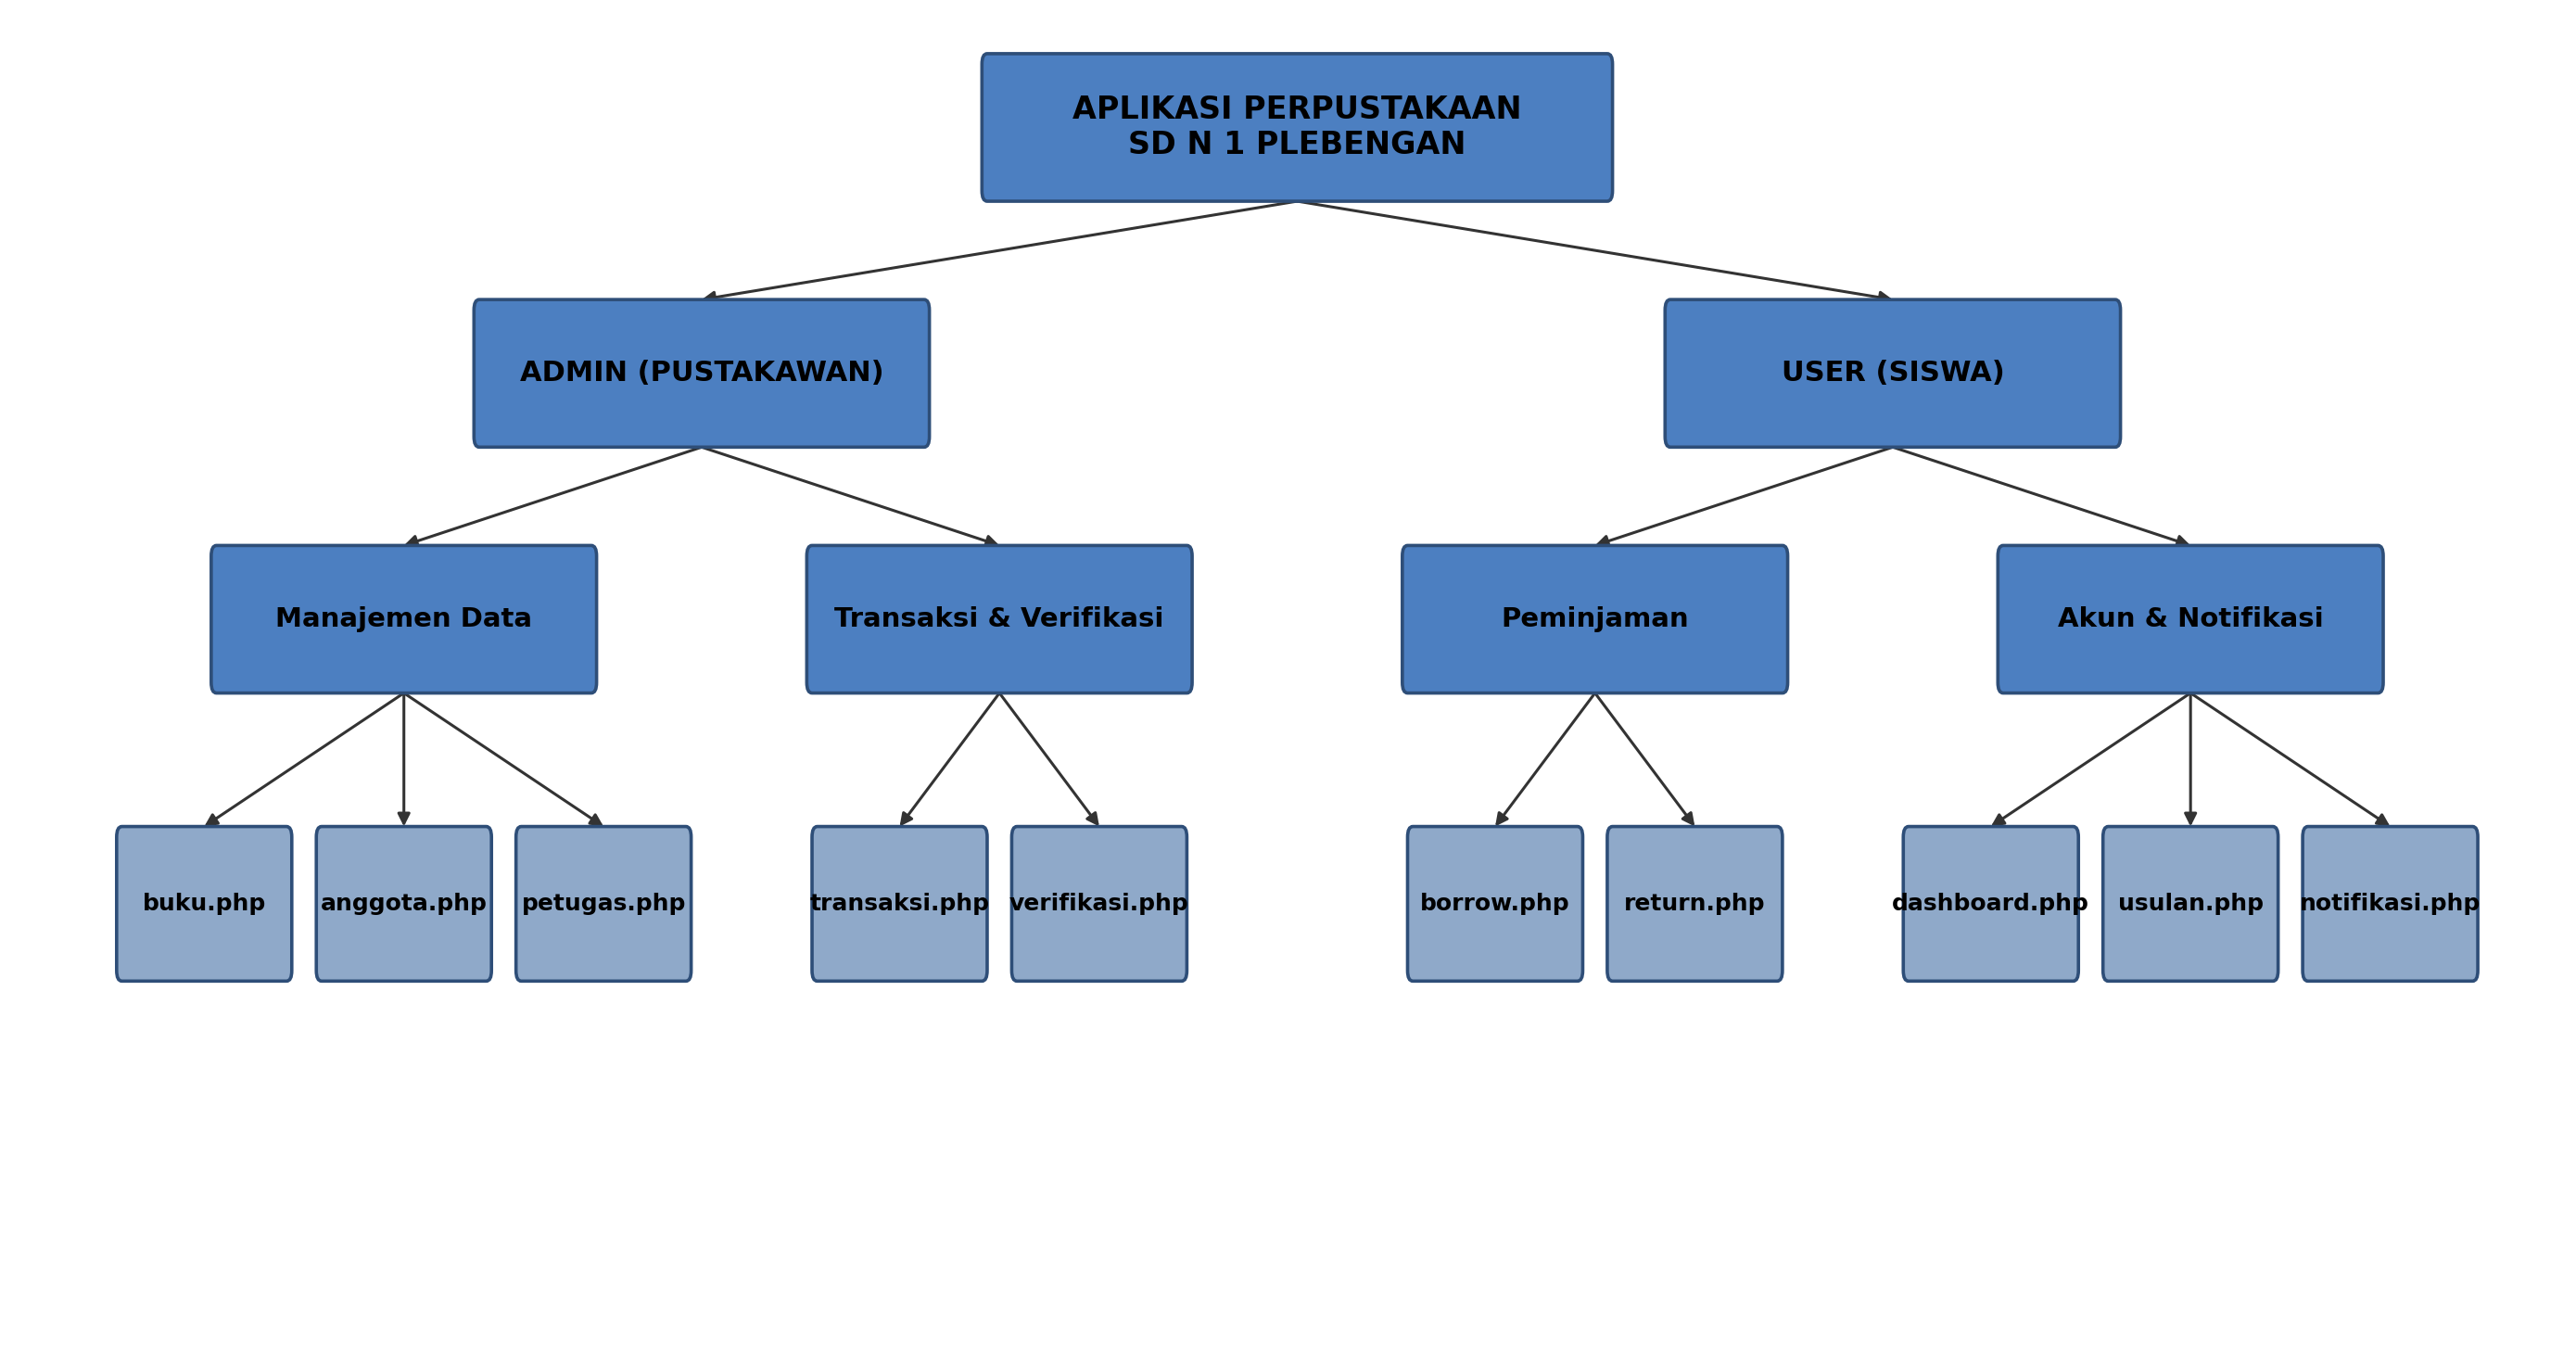 APLIKASI PERPUSTAKAAN
SD N 1 PLEBENGAN
ADMIN (PUSTAKAWAN)
USER (SISWA)
Manajemen Data
Transaksi & Verifikasi
Peminjaman
Akun & Notifikasi
buku.php
anggota.php
petugas.php
transaksi.php
verifikasi.php
borrow.php
return.php
dashboard.php
usulan.php
notifikasi.php